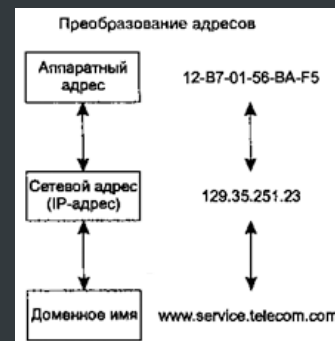 Преобразование адресов
Аппаратный
адрес
12-B7-01-56-BA-F5
Сетевой адрес
(IP-адрес)
129.35.251.23
Доменное имя
www.service.telecom.com